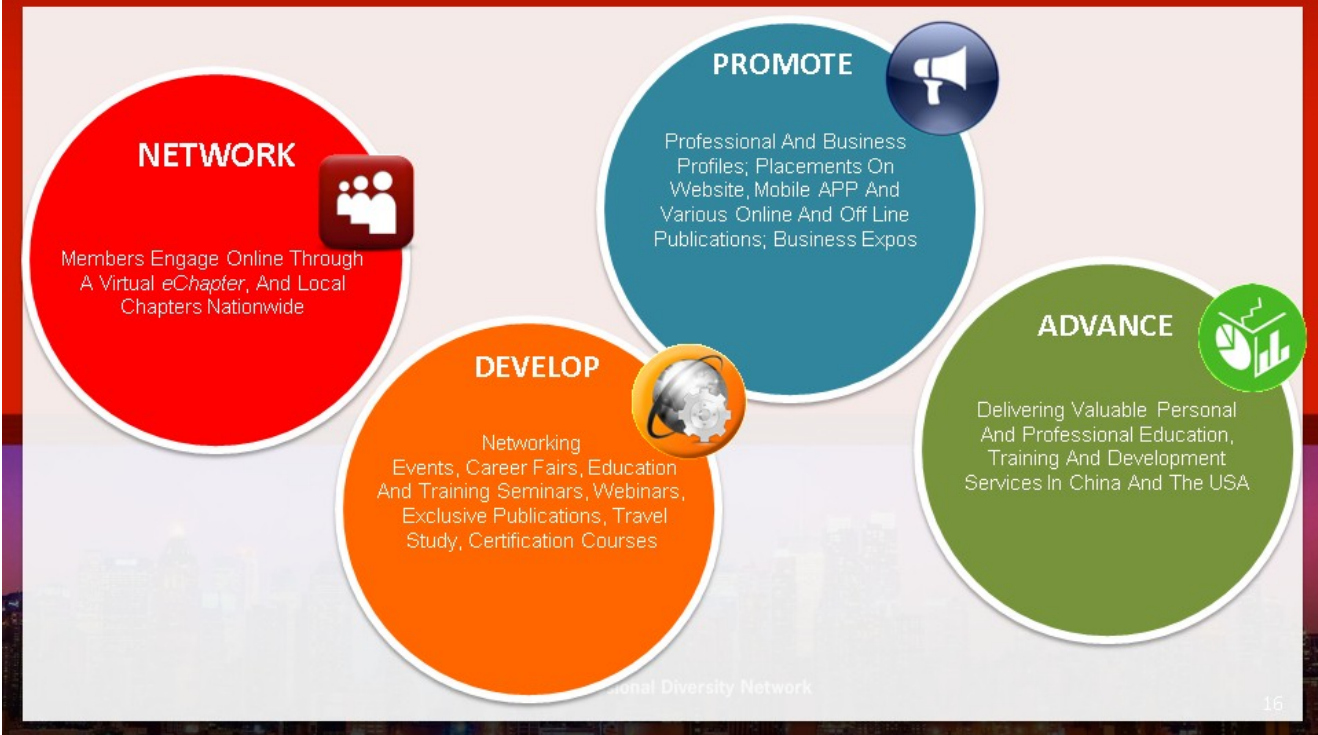 NETWORK
Members Engage Online Through
A Virtual eChapter, And Local
Chapters Nationwide
DEVELOP
Networking
Events, Career Fairs, Education
And Training Seminars, Webinars,
Exclusive Publications, Travel
Study, Certification Courses
PROMOTE
Professional And Business
Profiles; Placements On
Website, Mobile APP And
Various Online And Off Line
Publications; Business Expos
ADVANCE
Delivering Valuable Personal
And Professional Education,
Training And Development
Services In China And The USA
Diversity Network
16